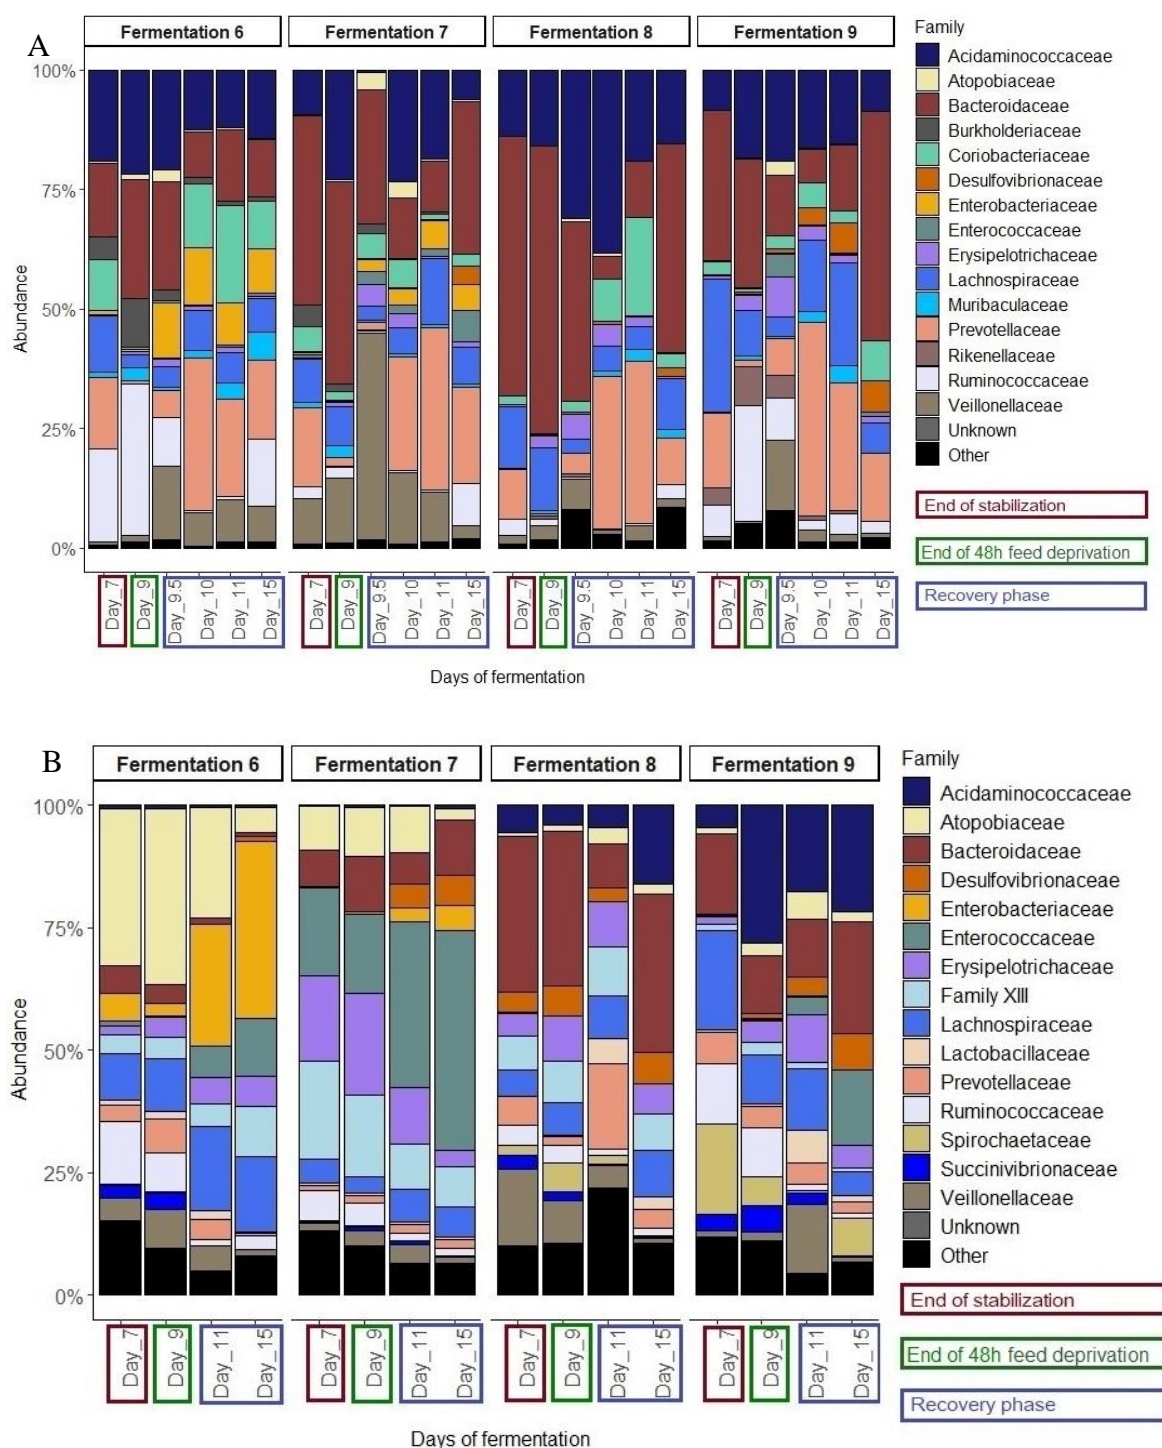 A
Fermentation 6
Fermentation 7
Fermentation 8
Fermentation 9
Abundance
100%
75%
50%
25%
0%
Day_7
Day_9
Day_9.5
Day_10
Day_11
Day_15
Day_7
Day_9
Day_9.5
Day_10
Day_11
Day_15
Day_7
Day_9
Day_9.5
Day_10
Day_11
Day_15
Day_7
Day_9
Day_9.5
Day_10
Day_11
Day_15
Days of fermentation
Family
Acidaminococcaceae
Atopobiaceae
Bacteroidaceae
Burkholderiaceae
Coriobacteriaceae
Desulfovibrionaceae
Enterobacteriaceae
Enterococcaceae
Erysipelotrichaceae
Lachnospiraceae
Muribaculaceae
Prevotellaceae
Rikenellaceae
Ruminococcaceae
Veillonellaceae
Unknown
Other
End of stabilization
End of 48h feed deprivation
Recovery phase
B
Fermentation 6
Fermentation 7
Fermentation 8
Fermentation 9
Abundance
100%
75%
50%
25%
0%
Day_7
Day_9
Day_11
Day_15
Day_7
Day_9
Day_11
Day_15
Day_7
Day_9
Day_11
Day_15
Day_7
Day_9
Day_11
Day_15
Days of fermentation
Family
Acidaminococcaceae
Atopobiaceae
Bacteroidaceae
Desulfovibrionaceae
Enterobacteriaceae
Enterococcaceae
Erysipelotrichaceae
Family XIII
Lachnospiraceae
Lactobacillaceae
Prevotellaceae
Ruminococcaceae
Spirochaetaceae
Succinivibrionaceae
Veillonellaceae
Unknown
Other
End of stabilization
End of 48h feed deprivation
Recovery phase